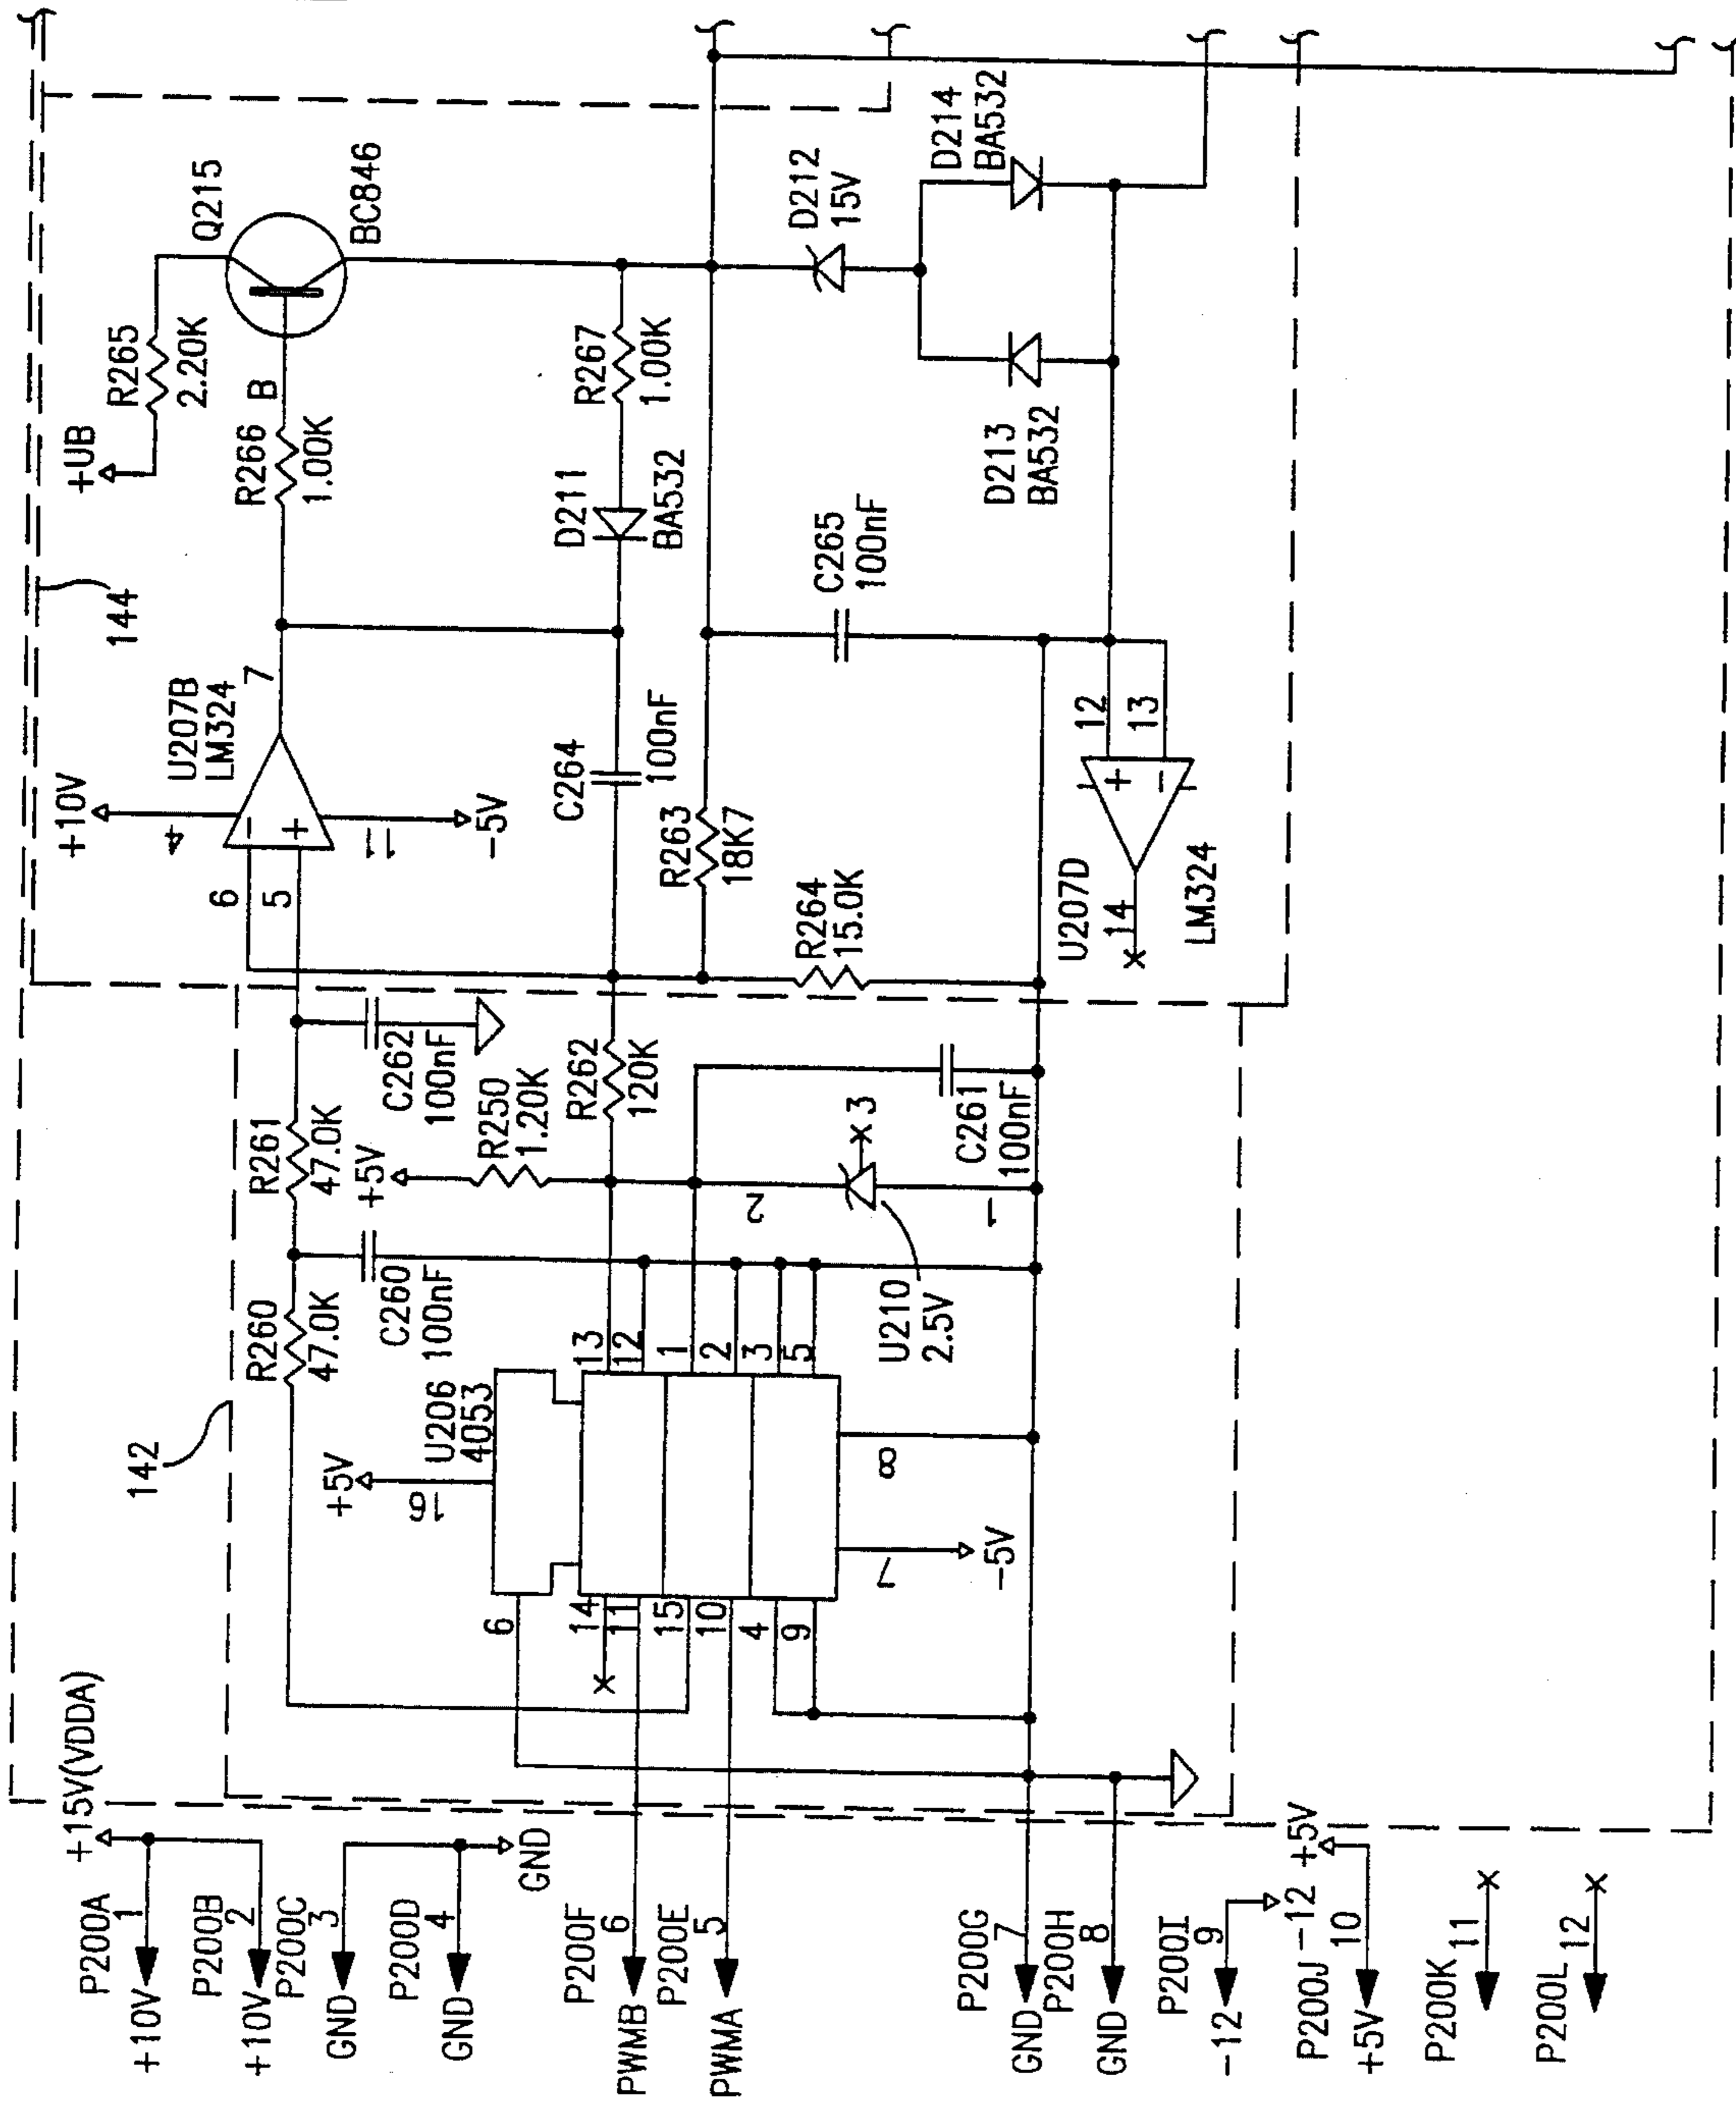 +UB
R265
2.20K
Q215
BC846
B
R266
1.00K
144
+10V
4
U207B
LM324
7
6
5
11
-5V
D211
BA532
R267
1.00K
C264
100nF
R263
18K7
R264
15.0K
C265
100nF
D212
15V
D214
BA532
D213
BA532
12
13
U207D
14
LM324
142
R260
47.0K
R261
47.0K
C262
100nF
C260
100nF
+5V
R250
1.20K
R262
120K
2
3
1
C261
100nF
U210
2.5V
+5V
16
U206
4053
13
12
1
2
3
5
6
14
11
15
10
4
9
8
7
-5V
+15V(VDDA)
P200A
1
+10V
P200B
2
+10V
P200C
3
GND
P200D
4
GND
GND
P200F
6
PWMB
P200E
5
PWMA
P200G
7
GND
P200H
8
GND
P200I
9
-12
-12
P200J
10
+5V
+5V
P200K
11
P200L
12